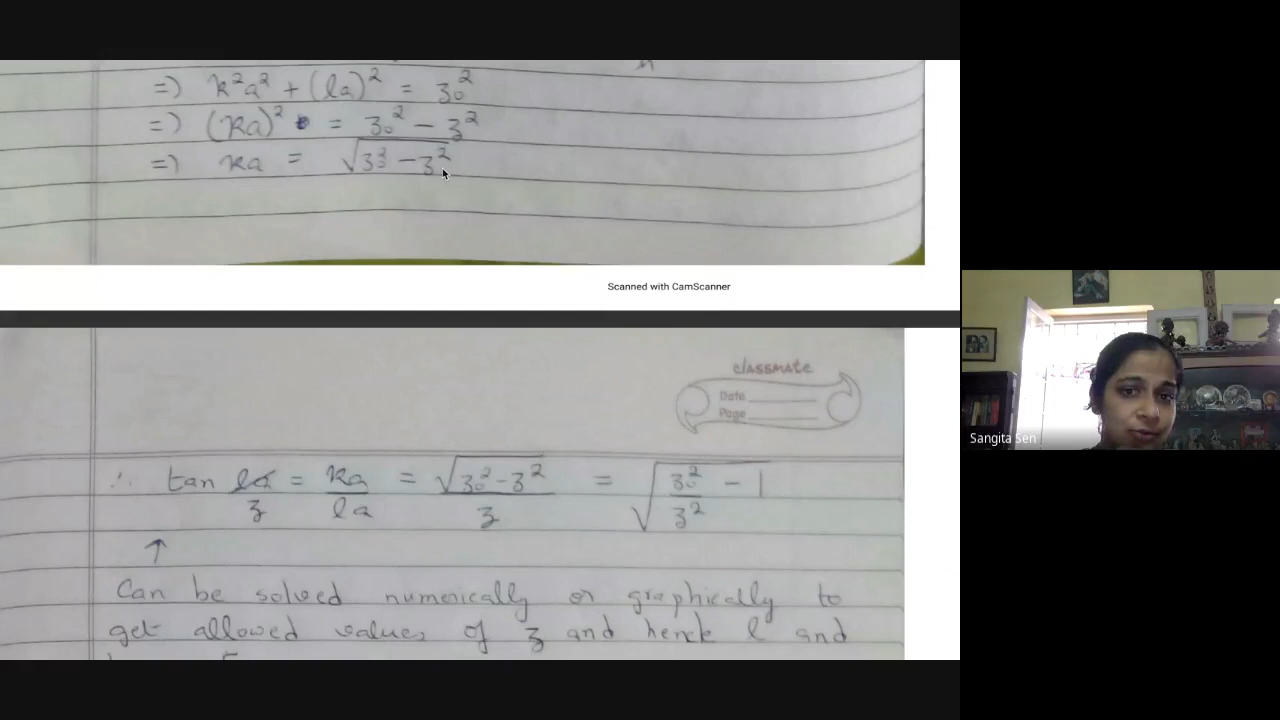 => k²a² + (la)² = z₀²
=> (ka)² = z₀² - z²
=> ka = √z₀² - z²
Scanned with CamScanner
classmate
Date
Page
∴ tan la = ka = √z₀² - z² = √z₀² - 1
z la z z²
↑
Can be solved numerically or graphically to
get allowed values of z and hence l and
Sangita Sen